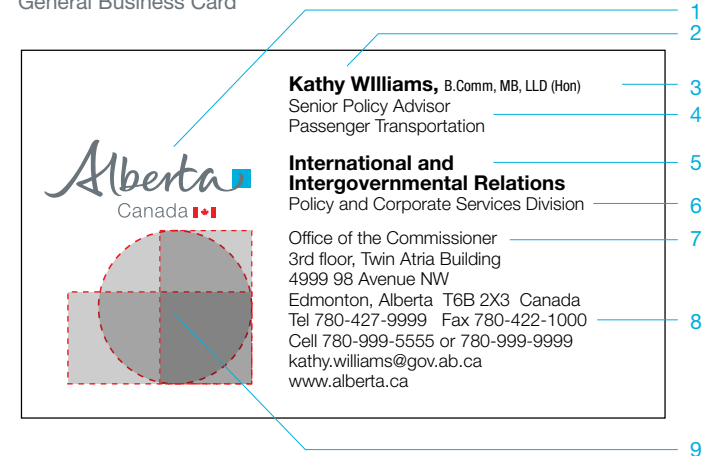 General Business Card
1
2
Kathy WIlliams, B.Comm, MB, LLD (Hon)
3
Senior Policy Advisor
4
Passenger Transportation
International and
5
Intergovernmental Relations
Policy and Corporate Services Division
6
Alberta
Canada
Office of the Commissioner
7
3rd floor, Twin Atria Building
4999 98 Avenue NW
Edmonton, Alberta T6B 2X3 Canada
Tel 780-427-9999 Fax 780-422-1000
8
Cell 780-999-5555 or 780-999-9999
kathy.williams@gov.ab.ca
www.alberta.ca
9